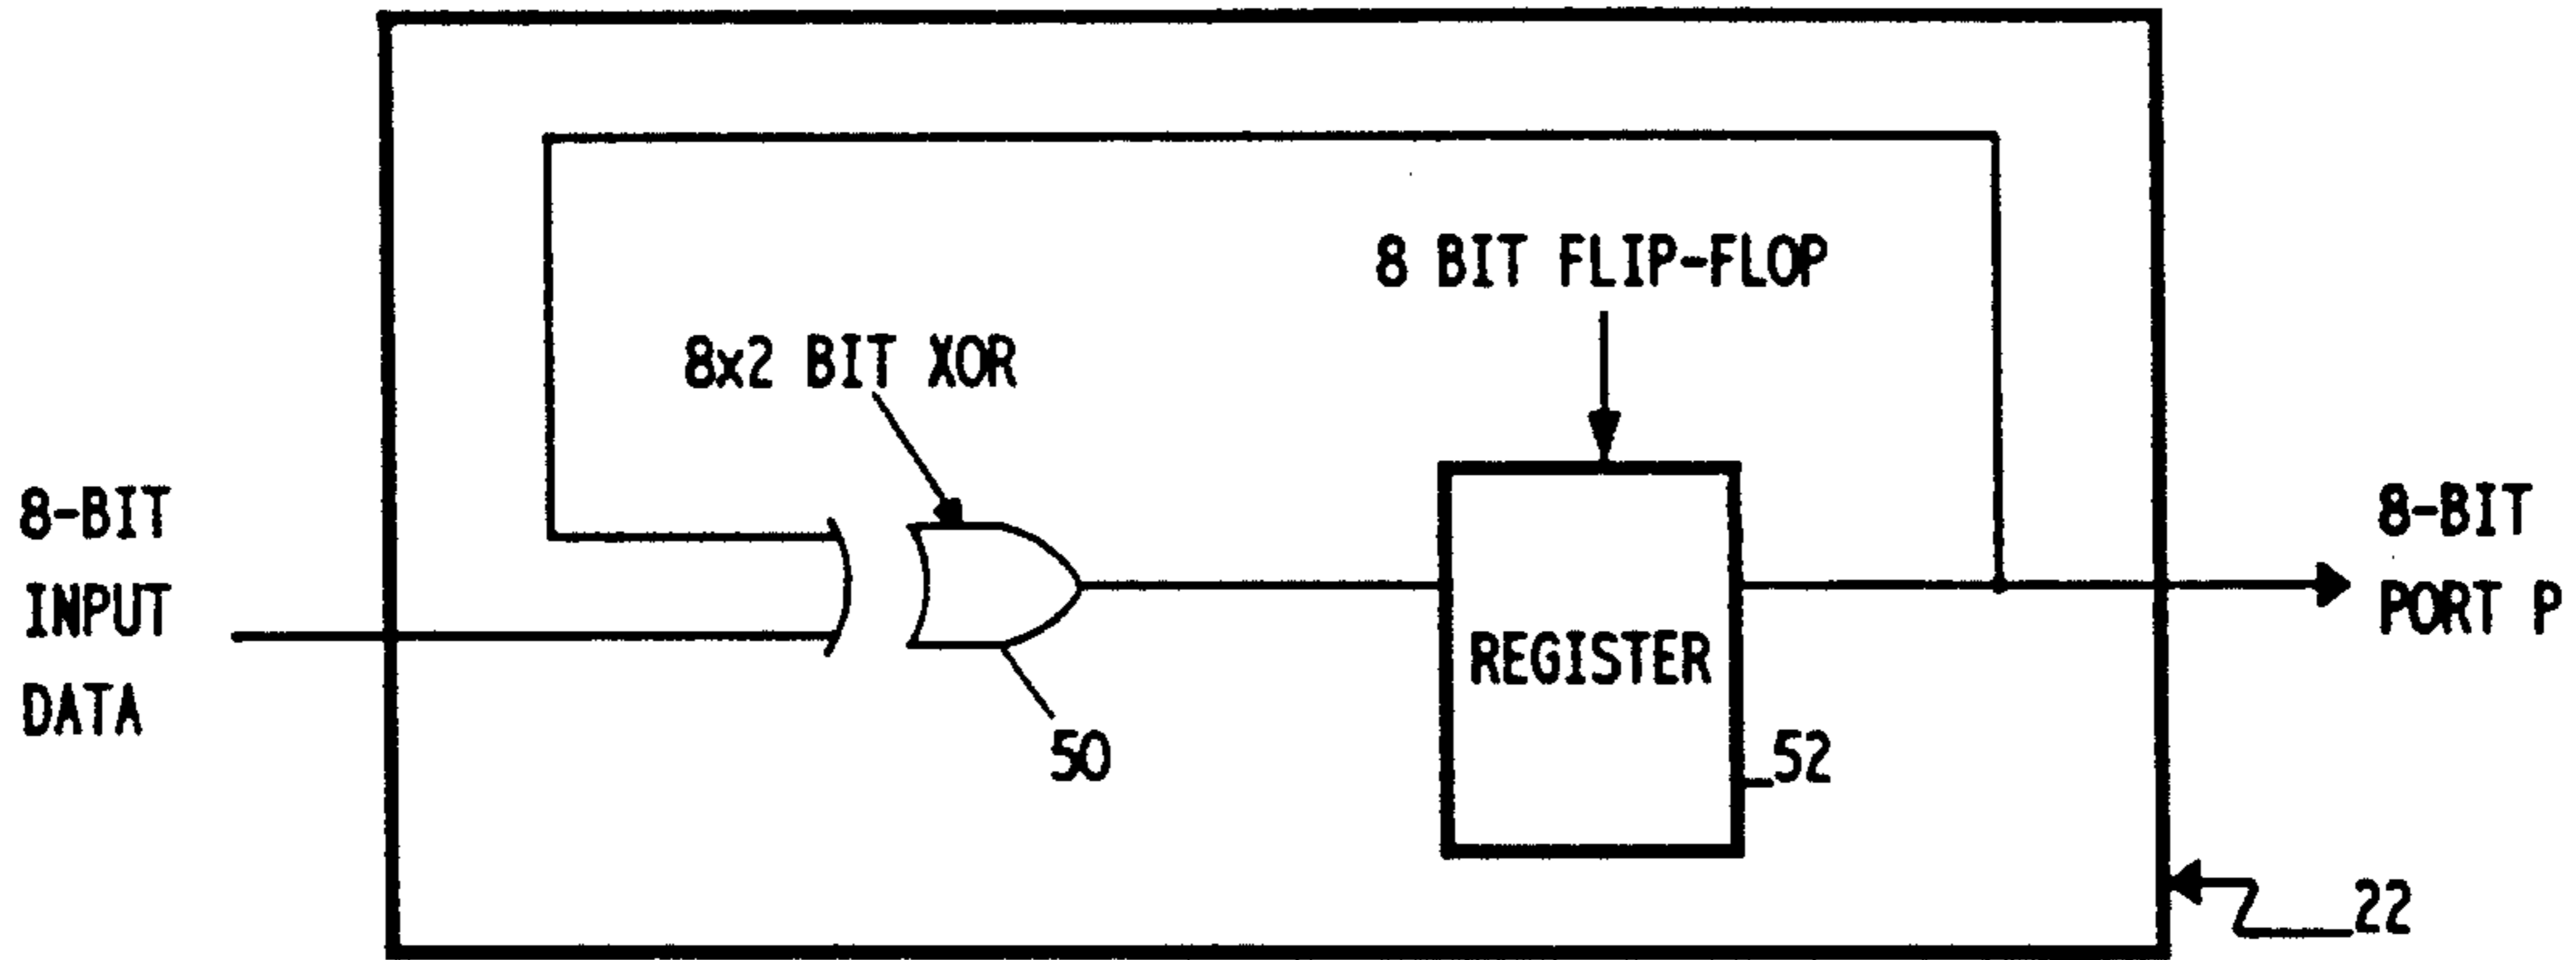 8 BIT FLIP-FLOP
8x2 BIT XOR
8-BIT
INPUT
DATA
REGISTER
50
52
8-BIT
PORT P
22